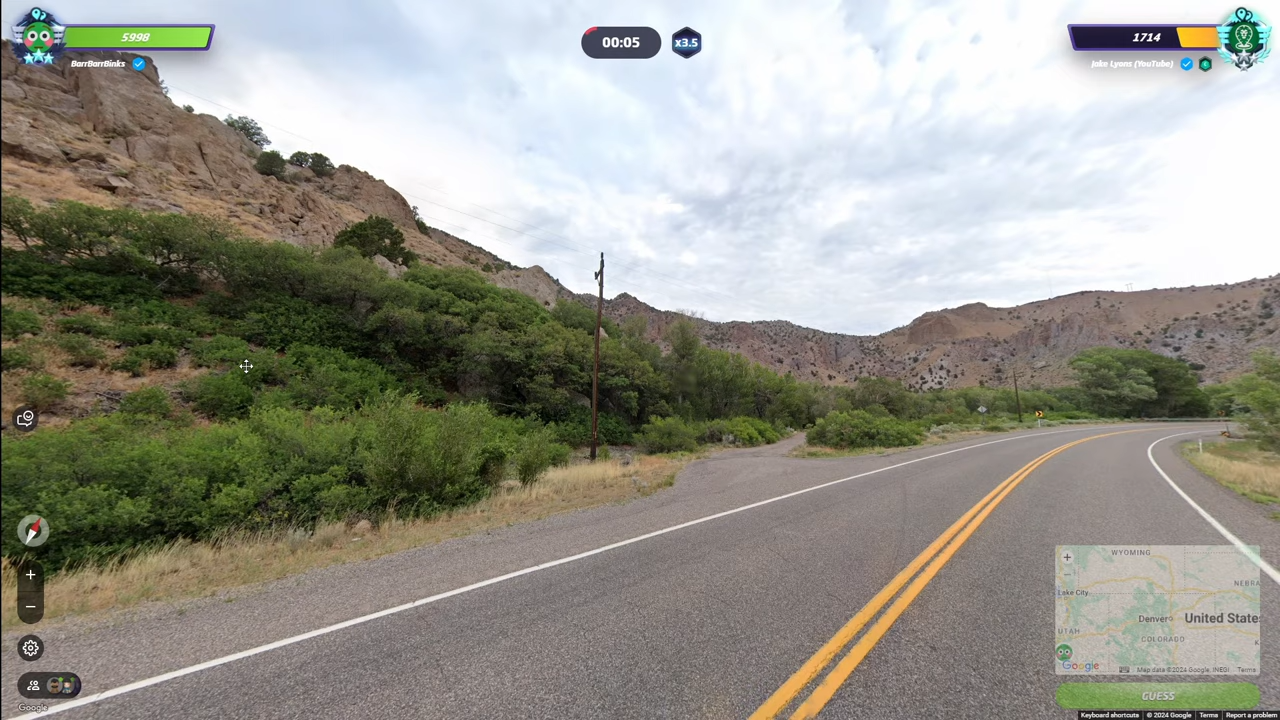 5998
BarrBarrBinks
00:05
x3.5
1714
Jake Lyons (YouTube)
WYOMING
NEBRA
Lake City
Denver
United State
UTAH
COLORADO
Google
Map data ©2024 Google, INEGI
Terms
GUESS
Google
Keyboard shortcuts
© 2024 Google
Terms
Report a problem